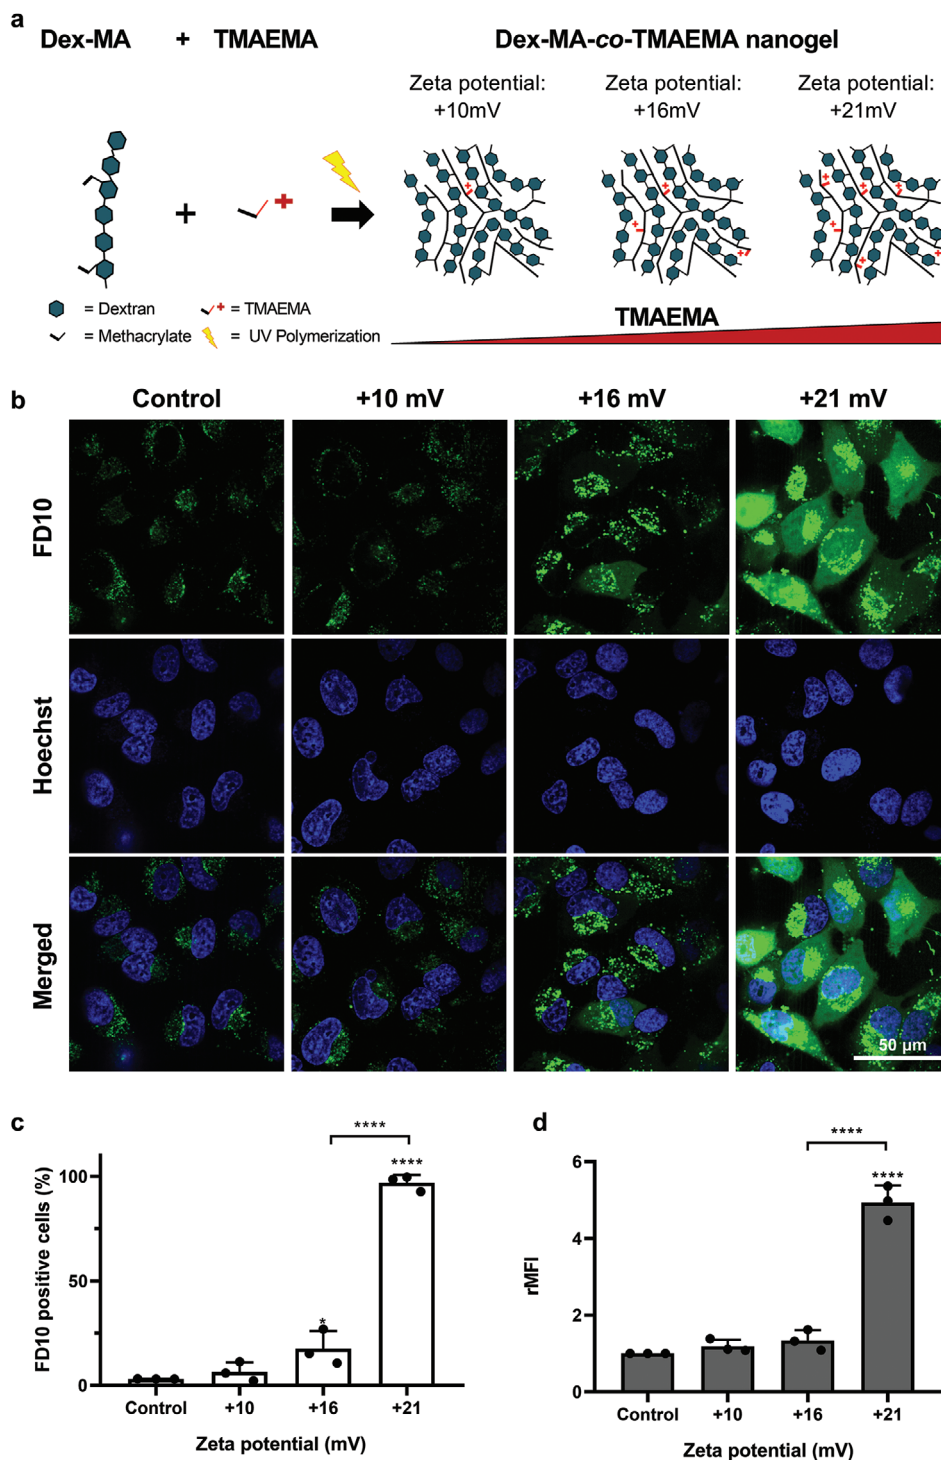 a
Dex-MA + TMAEMA
Dex-MA-co-TMAEMA nanogel
Zeta potential: +10mV
Zeta potential: +16mV
Zeta potential: +21mV
+
+
+
+
+
+
+
+
+
+
+
+
= Dextran
+ = TMAEMA
= Methacrylate
= UV Polymerization
TMAEMA
b
Control
+10 mV
+16 mV
+21 mV
FD10
Hoechst
Merged
50 µm
c
****
****
*
FD10 positive cells (%)
100
50
0
Control
+10
+16
+21
Zeta potential (mV)
d
****
****
rMFI
6
4
2
0
Control
+10
+16
+21
Zeta potential (mV)